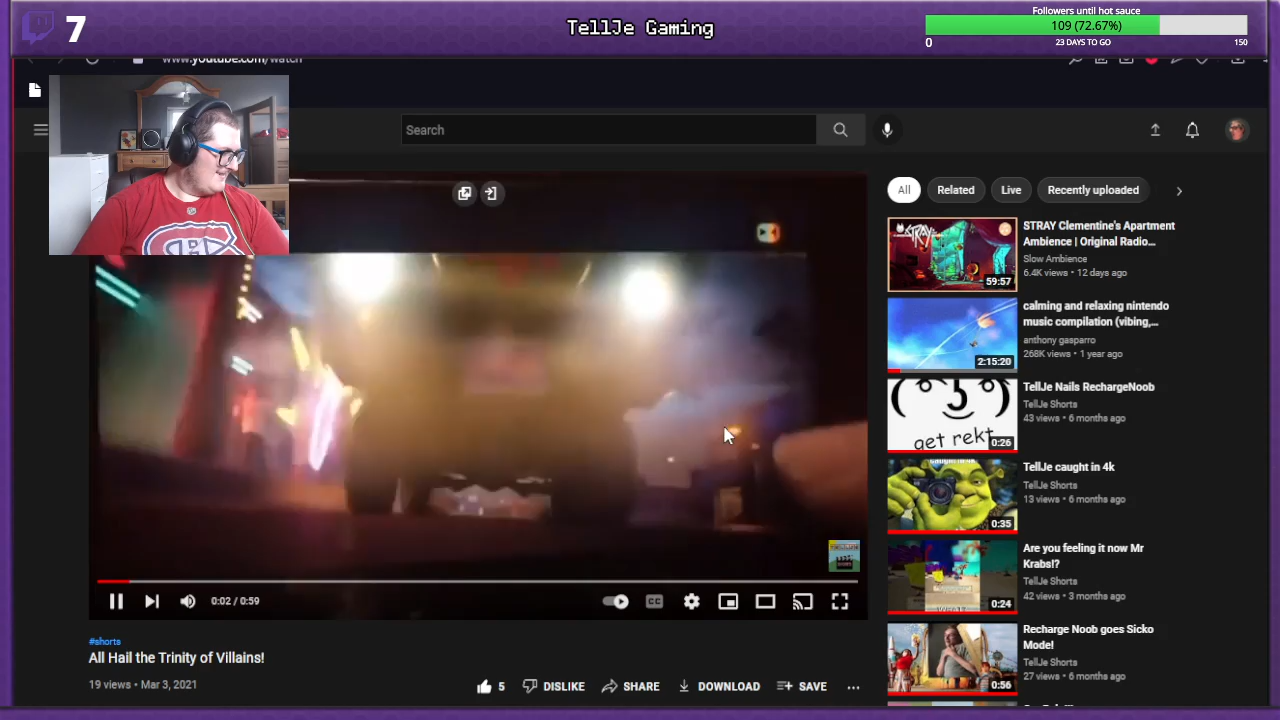 7
TellJe Gaming
Followers until hot sauce
109 (72.67%)
0
23 DAYS TO GO
150
www.youtube.com/watch
Search
All
Related
Live
Recently uploaded
STRAY
59:57
STRAY Clementine's Apartment
Ambience | Original Radio...
Slow Ambience
6.4K views • 12 days ago
2:15:20
calming and relaxing nintendo
music compilation (vibing,...
anthony gasparro
268K views • 1 year ago
get rekt
0:26
TellJe Nails RechargeNoob
TellJe Shorts
43 views • 6 months ago
0:35
TellJe caught in 4k
TellJe Shorts
13 views • 6 months ago
0:24
Are you feeling it now Mr
Krabs!?
TellJe Shorts
42 views • 3 months ago
0:56
Recharge Noob goes Sicko
Mode!
TellJe Shorts
27 views • 6 months ago
0:02 / 0:59
CC
#shorts
All Hail the Trinity of Villains!
19 views • Mar 3, 2021
5
DISLIKE
SHARE
DOWNLOAD
SAVE